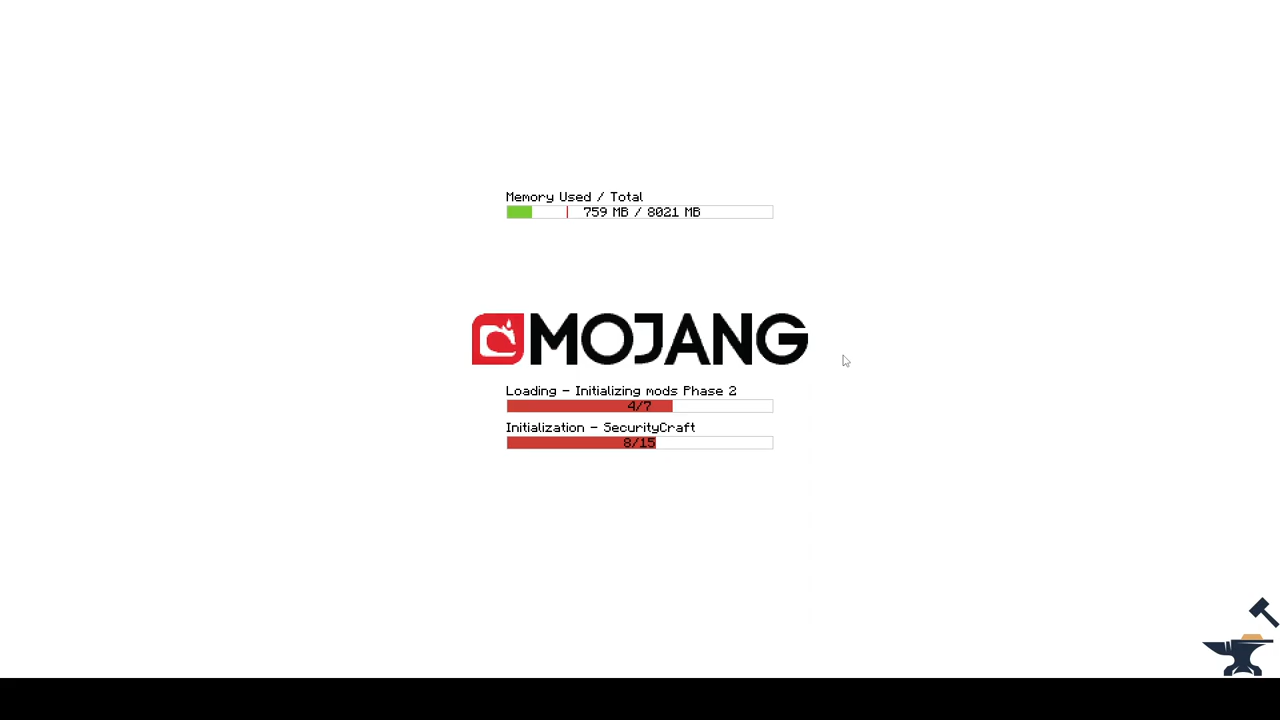 Memory Used / Total
759 MB / 8021 MB
MOJANG
Loading - Initializing mods Phase 2
4/7
Initialization - SecurityCraft
8/15